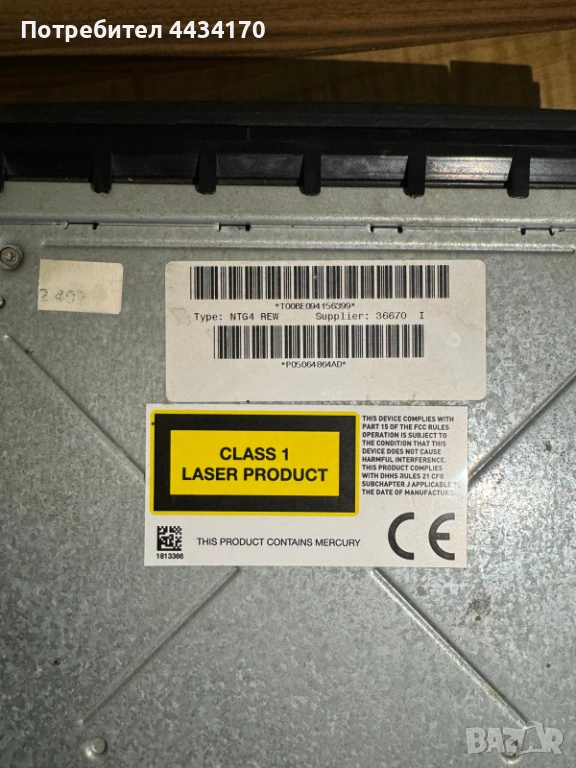 Потребител 4434170
2 407
*T00BE094156399*
Type: NTG4 REW Supplier: 36670 I
*P05064864AD*
CLASS 1
LASER PRODUCT
THIS DEVICE COMPLIES WITH
PART 15 OF THE FCC RULES
OPERATION IS SUBJECT TO
THE CONDITION THAT THIS
DEVICE DOES NOT CAUSE
HARMFUL INTERFERENCE.
THIS PRODUCT COMPLIES
WITH DHHS RULES 21 CFR
SUBCHAPTER J APPLICABLE TO
THE DATE OF MANUFACTURE.
1813366
THIS PRODUCT CONTAINS MERCURY
CE
BAZAR